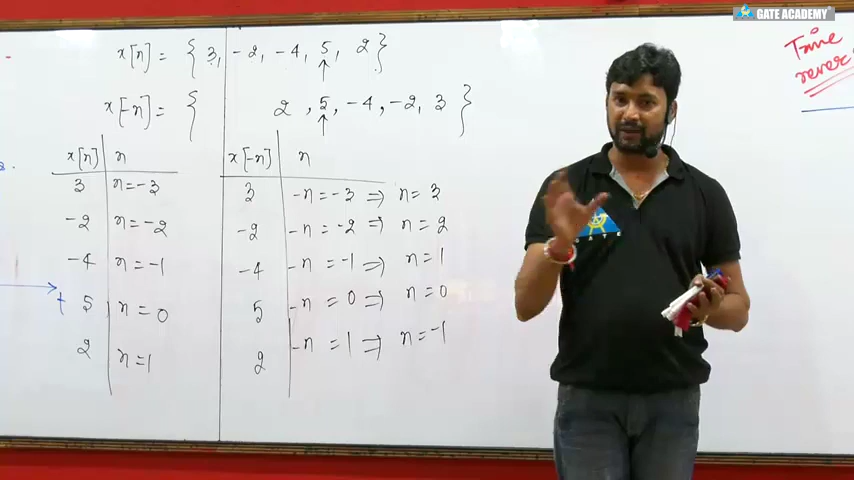 GATE ACADEMY
x[n] = { 3, -2, -4, 5, 2 }
↑
x[-n] = { 2, 5, -4, -2, 3 }
↑
x[n] n
3 n=-3
-2 n=-2
-4 n=-1
5 n=0
2 n=1
x[-n] n
3 -n=-3 ⇒ n=3
-2 -n=-2 ⇒ n=2
-4 -n=-1 ⇒ n=1
5 -n=0 ⇒ n=0
2 -n=1 ⇒ n=-1
t
Time
rever
GATE